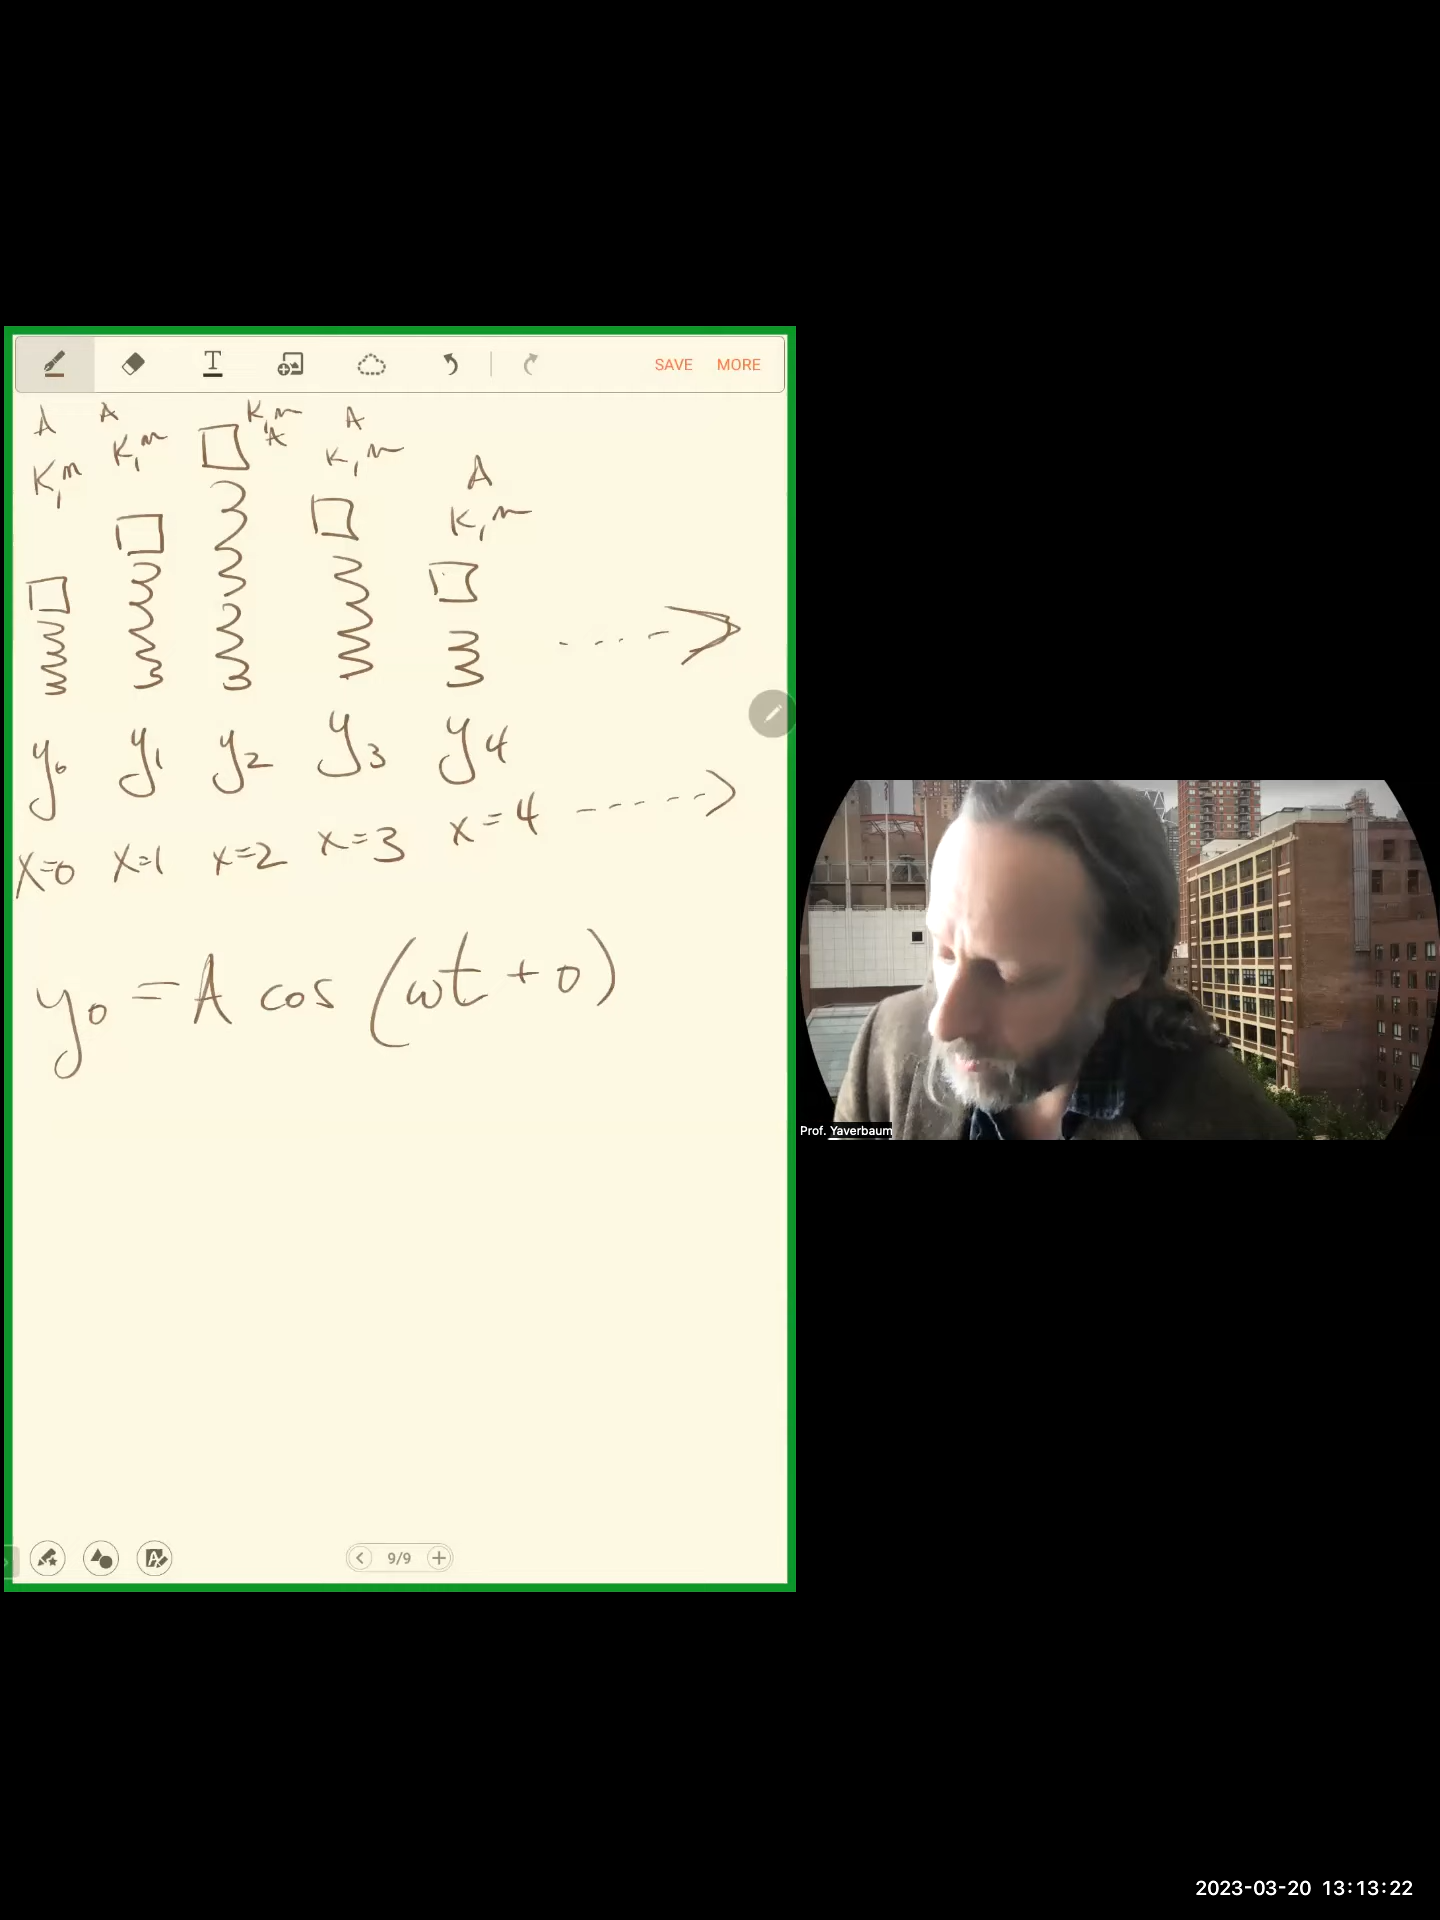 T SAVE MORE
A A K,m A
K,m K,m A K,m A
K,m
y0 y1 y2 y3 y4
x=0 x=1 x=2 x=3 x=4
y0 = A cos (ωt + 0)
Prof. Yaverbaum
9/9
2023-03-20 13:13:22